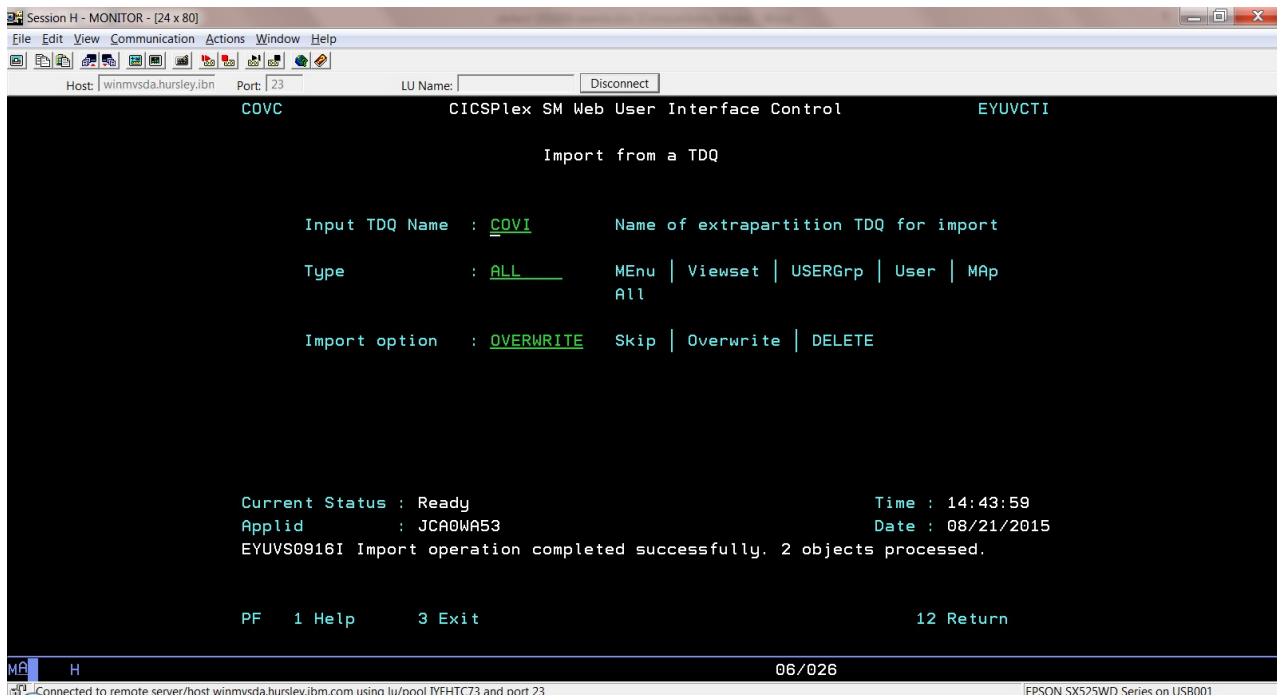 Session H - MONITOR - [24 x 80]
File Edit View Communication Actions Window Help
Host: winmvsda.hursley.ibn Port: 23 LU Name: Disconnect
COVC CICSPlex SM Web User Interface Control EYUVCTI
Import from a TDQ
Input TDQ Name : COVI Name of extrapartition TDQ for import
Type : ALL MEnu | Viewset | USERGrp | User | MAp
All
Import option : OVERWRITE Skip | Overwrite | DELETE
Current Status : Ready Time : 14:43:59
Applid : JCA0WA53 Date : 08/21/2015
EYUVS0916I Import operation completed successfully. 2 objects processed.
PF 1 Help 3 Exit 12 Return
MA H 06/026
Connected to remote server/host winmvsda.hursley.ibm.com using lu/pool IYFHTC73 and port 23 EPSON SX525WD Series on USB001